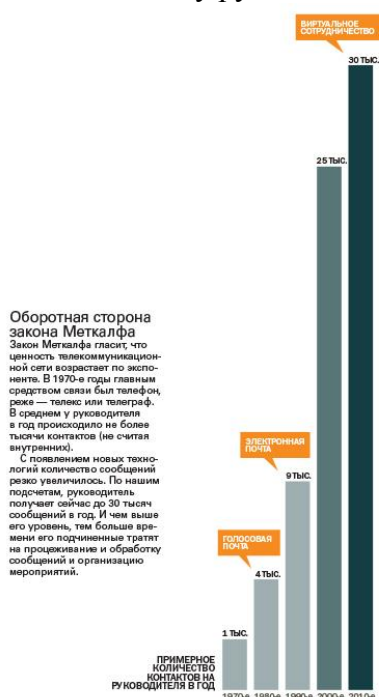 ВИРТУАЛЬНОЕ
СОТРУДНИЧЕСТВО
30 ТЫС.
25 ТЫС.
Оборотная сторона
закона Меткалфа
Закон Меткалфа гласит, что
ценность телекоммуникацион-
ной сети возрастает по экспо-
ненте. В 1970-е годы главным
средством связи был телефон,
реже — телекс или телеграф.
В среднем у руководителя
в год происходило не более
тысячи контактов (не считая
внутренних).
С появлением новых техно-
логий количество сообщений
резко увеличилось. По нашим
подсчетам, руководитель
получает сейчас до 30 тысяч
сообщений в год. И чем выше
его уровень, тем больше вре-
мени его подчиненные тратят
на процеживание и обработку
сообщений и организацию
мероприятий.
ЭЛЕКТРОННАЯ
ПОЧТА
9 ТЫС.
ГОЛОСОВАЯ
ПОЧТА
4 ТЫС.
1 ТЫС.
ПРИМЕРНОЕ
КОЛИЧЕСТВО
КОНТАКТОВ НА
РУКОВОДИТЕЛЯ В ГОД
1970-е 1980-е 1990-е 2000-е 2010-е